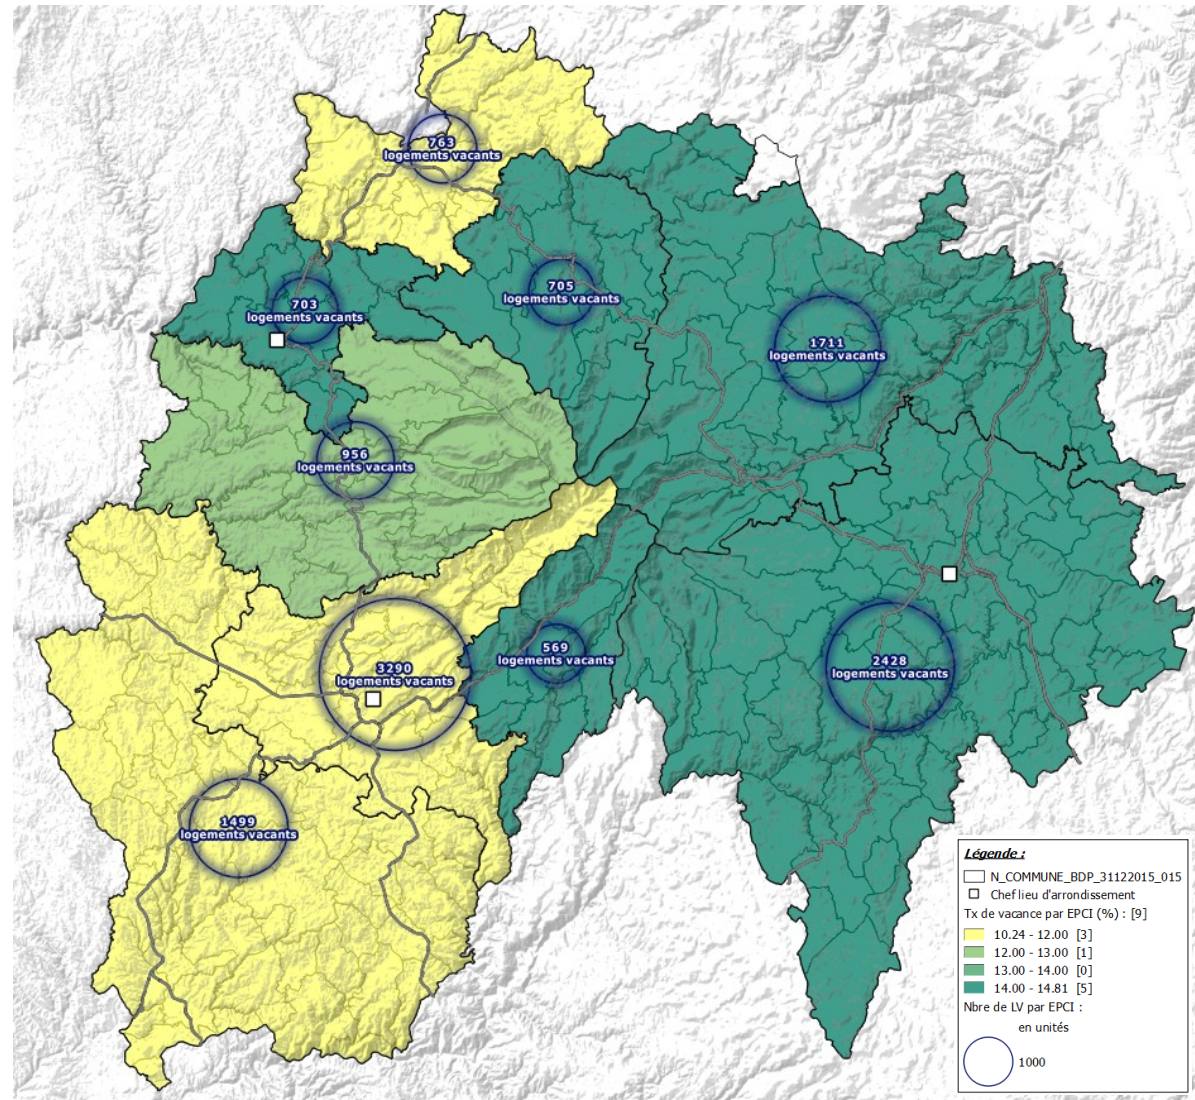 763
logements vacants
703
logements vacants
705
logements vacants
1711
logements vacants
956
logements vacants
3290
logements vacants
569
logements vacants
2428
logements vacants
1499
logements vacants
Légende :
N_COMMUNE_BDP_31122015_015
Chef lieu d'arrondissement
Tx de vacance par EPCI (%) : [9]
10.24 - 12.00 [3]
12.00 - 13.00 [1]
13.00 - 14.00 [0]
14.00 - 14.81 [5]
Nbre de LV par EPCI :
en unités
1000